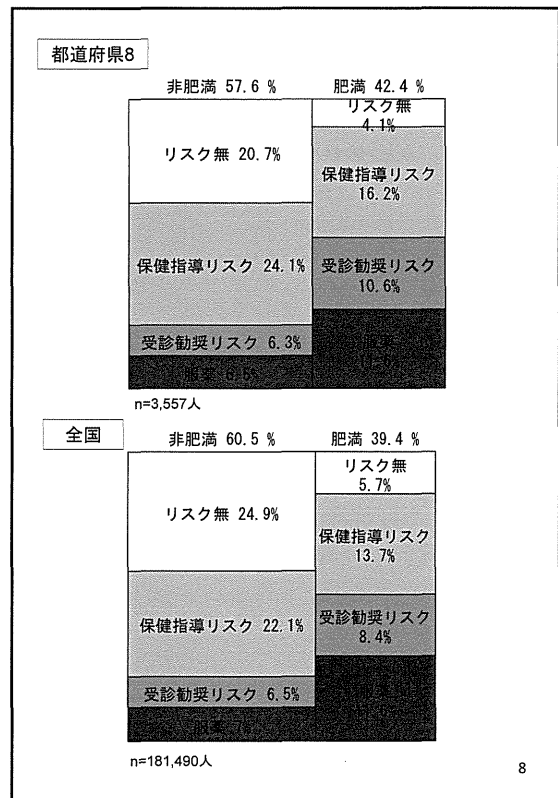 都道府県8
非肥満 57.6 %
肥満 42.4 %
リスク無 20.7%
保健指導リスク 24.1%
受診勧奨リスク 6.3%
服薬
リスク無
4.1%
保健指導リスク
16.2%
受診勧奨リスク
10.6%
n=3,557人
全国
非肥満 60.5 %
肥満 39.4 %
リスク無 24.9%
保健指導リスク 22.1%
受診勧奨リスク 6.5%
服薬
リスク無
5.7%
保健指導リスク
13.7%
受診勧奨リスク
8.4%
n=181,490人
8